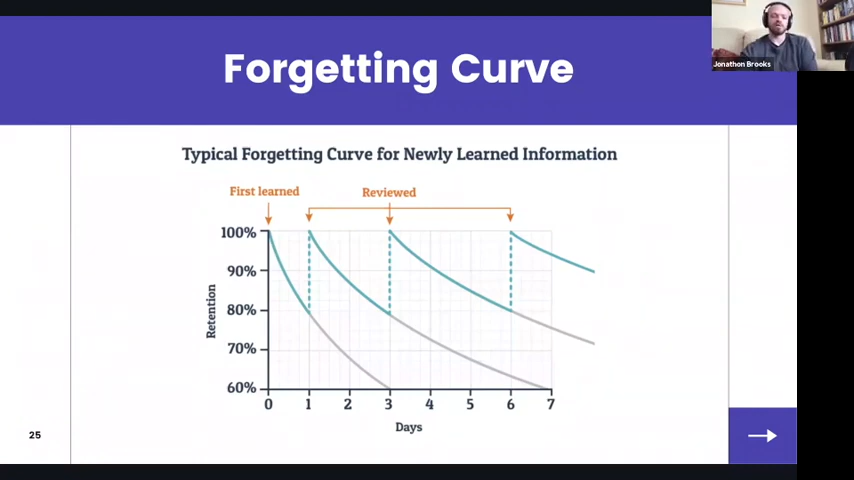 Forgetting Curve
Jonathon Brooks
Typical Forgetting Curve for Newly Learned Information
First learned
Reviewed
100%
90%
80%
70%
60%
Retention
0 1 2 3 4 5 6 7
Days
25